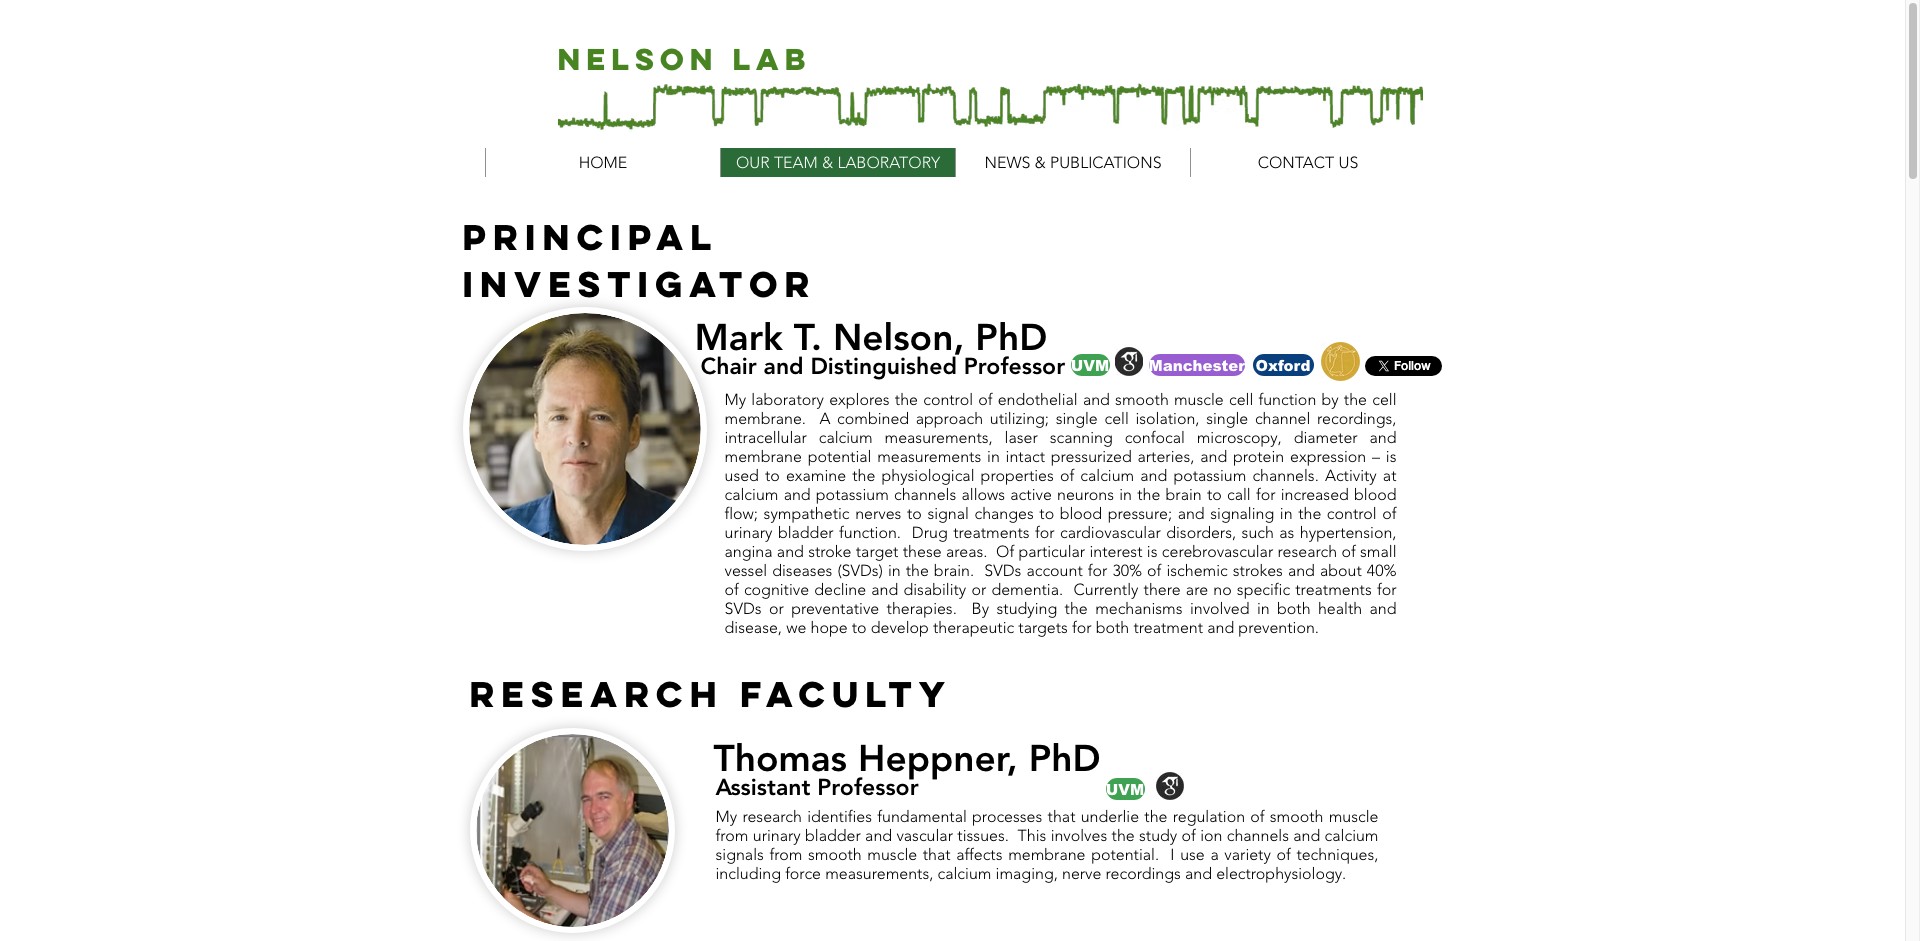 NELSON LAB
HOME
OUR TEAM & LABORATORY
NEWS & PUBLICATIONS
CONTACT US
PRINCIPAL
INVESTIGATOR
Mark T. Nelson, PhD
Chair and Distinguished Professor
UVM
Manchester
Oxford
Follow
My laboratory explores the control of endothelial and smooth muscle cell function by the cell
membrane.  A combined approach utilizing; single cell isolation, single channel recordings,
intracellular calcium measurements, laser scanning confocal microscopy, diameter and
membrane potential measurements in intact pressurized arteries, and protein expression – is
used to examine the physiological properties of calcium and potassium channels. Activity at
calcium and potassium channels allows active neurons in the brain to call for increased blood
flow; sympathetic nerves to signal changes to blood pressure; and signaling in the control of
urinary bladder function.  Drug treatments for cardiovascular disorders, such as hypertension,
angina and stroke target these areas.  Of particular interest is cerebrovascular research of small
vessel diseases (SVDs) in the brain.  SVDs account for 30% of ischemic strokes and about 40%
of cognitive decline and disability or dementia.  Currently there are no specific treatments for
SVDs or preventative therapies.  By studying the mechanisms involved in both health and
disease, we hope to develop therapeutic targets for both treatment and prevention.
RESEARCH FACULTY
Thomas Heppner, PhD
Assistant Professor
UVM
My research identifies fundamental processes that underlie the regulation of smooth muscle
from urinary bladder and vascular tissues.  This involves the study of ion channels and calcium
signals from smooth muscle that affects membrane potential.  I use a variety of techniques,
including force measurements, calcium imaging, nerve recordings and electrophysiology.